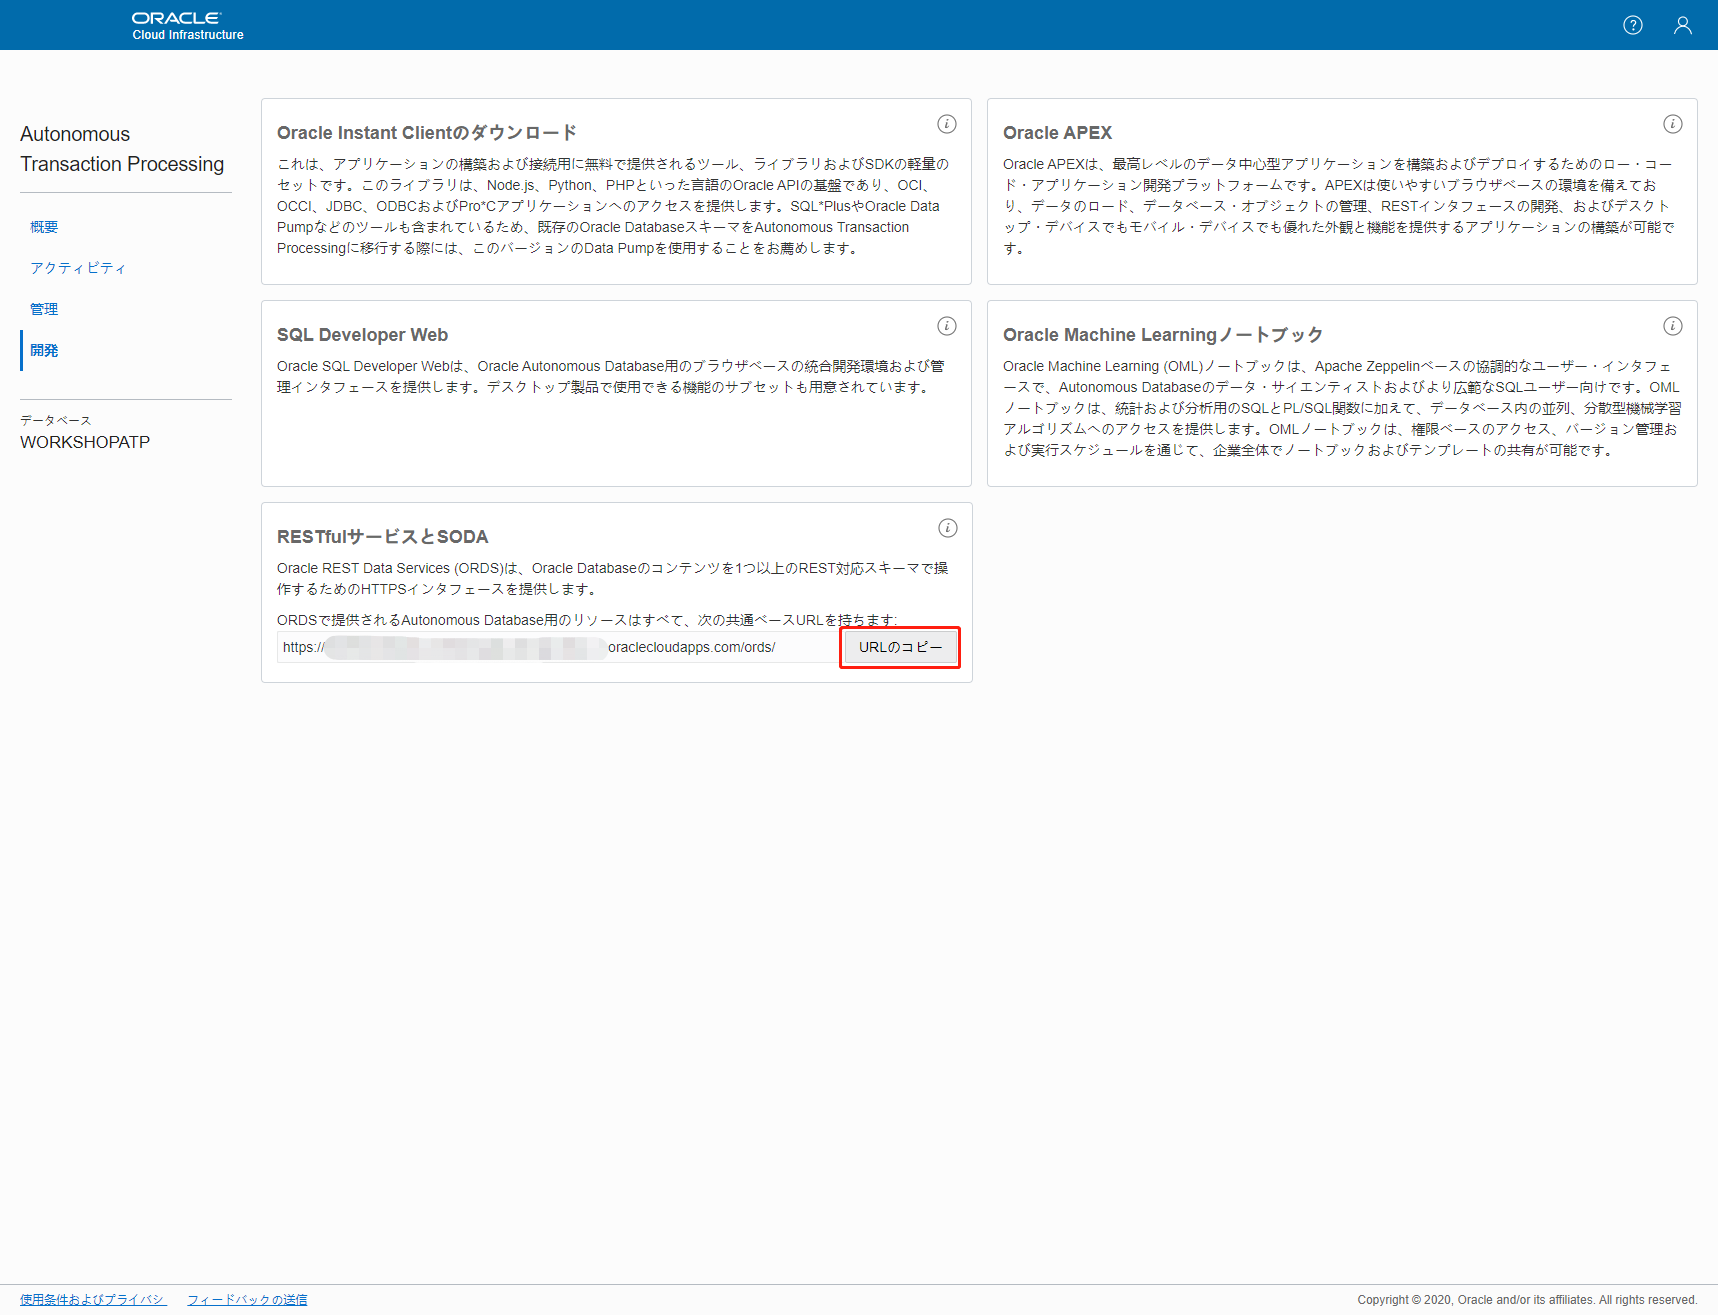 ORACLE
Cloud Infrastructure
Autonomous
Transaction Processing
概要
アクティビティ
管理
開発
データベース
WORKSHOPATP
Oracle Instant Clientのダウンロード
これは、アプリケーションの構築および接続用に無料で提供されるツール、ライブラリおよびSDKの軽量の
セットです。このライブラリは、Node.js、Python、PHPといった言語のOracle APIの基盤であり、OCI、
OCCI、JDBC、ODBCおよびPro*Cアプリケーションへのアクセスを提供します。SQL*PlusやOracle Data
Pumpなどのツールも含まれているため、既存のOracle DatabaseスキーマをAutonomous Transaction
Processingに移行する際には、このバージョンのData Pumpを使用することをお薦めします。
Oracle APEX
Oracle APEXは、最高レベルのデータ中心型アプリケーションを構築およびデプロイするためのロー・コー
ド・アプリケーション開発プラットフォームです。APEXは使いやすいブラウザベースの環境を備えてお
り、データのロード、データベース・オブジェクトの管理、RESTインタフェースの開発、およびデスクト
ップ・デバイスでもモバイル・デバイスでも優れた外観と機能を提供するアプリケーションの構築が可能で
す。
SQL Developer Web
Oracle SQL Developer Webは、Oracle Autonomous Database用のブラウザベースの統合開発環境および管
理インタフェースを提供します。デスクトップ製品で使用できる機能のサブセットも用意されています。
Oracle Machine Learningノートブック
Oracle Machine Learning (OML)ノートブックは、Apache Zeppelinベースの協調的なユーザー・インタフェ
ースで、Autonomous Databaseのデータ・サイエンティストおよびより広範なSQLユーザー向けです。OML
ノートブックは、統計および分析用のSQLとPL/SQL関数に加えて、データベース内の並列、分散型機械学習
アルゴリズムへのアクセスを提供します。OMLノートブックは、権限ベースのアクセス、バージョン管理お
よび実行スケジュールを通じて、企業全体でノートブックおよびテンプレートの共有が可能です。
RESTfulサービスとSODA
Oracle REST Data Services (ORDS)は、Oracle Databaseのコンテンツを1つ以上のREST対応スキーマで操
作するためのHTTPSインタフェースを提供します。
ORDSで提供されるAutonomous Database用のリソースはすべて、次の共通ベースURLを持ちます:
https:// oraclecloudapps.com/ords/
URLのコピー
使用条件およびプライバシ
フィードバックの送信
Copyright © 2020, Oracle and/or its affiliates. All rights reserved.